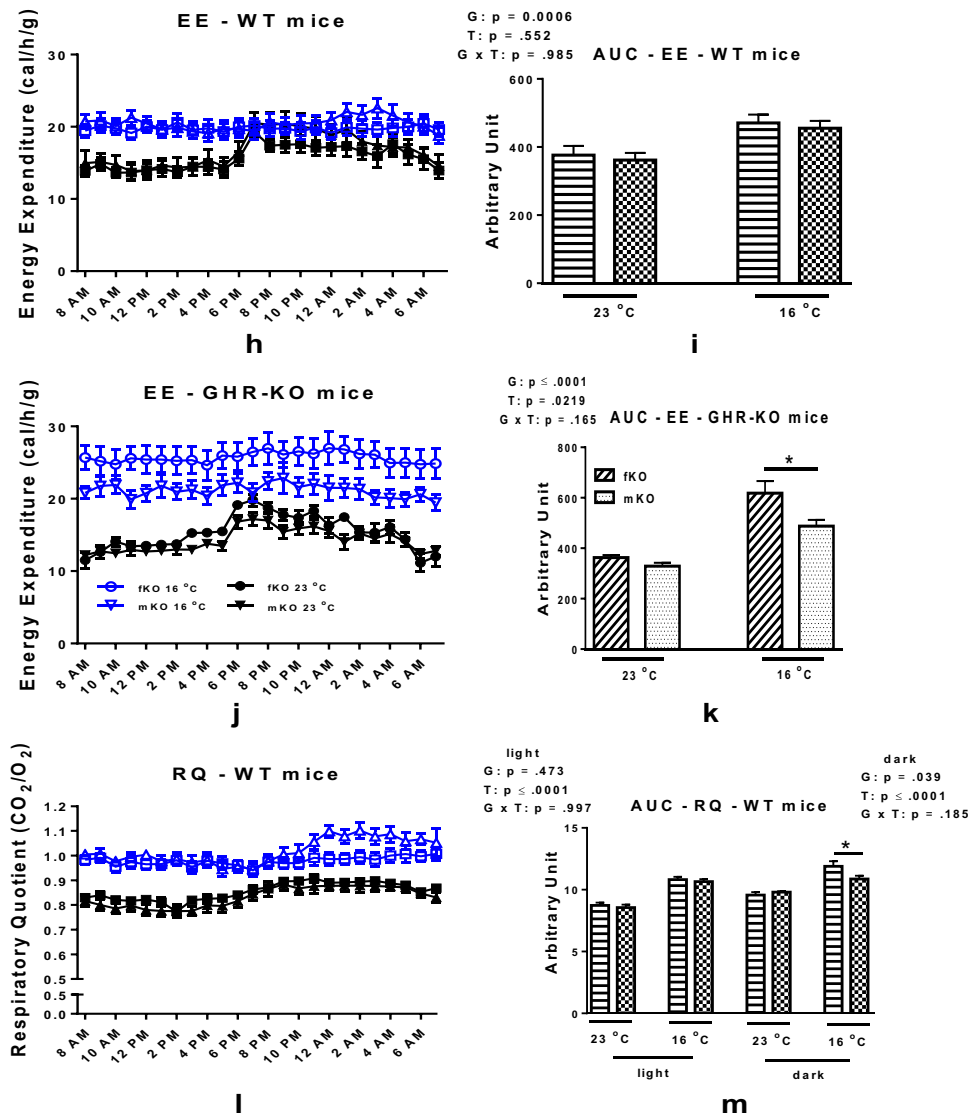 EE - WT mice
Energy Expenditure (cal/h/g)
30
20
10
0
8 AM
10 AM
12 PM
2 PM
4 PM
6 PM
8 PM
10 PM
12 AM
2 AM
4 AM
6 AM
h
G: p = 0.0006
T: p = .552
G x T: p = .985
AUC - EE - WT mice
Arbitrary Unit
600
400
200
0
23 °C
16 °C
i
EE - GHR-KO mice
Energy Expenditure (cal/h/g)
30
20
10
0
fKO 16 °C
fKO 23 °C
mKO 16 °C
mKO 23 °C
8 AM
10 AM
12 PM
2 PM
4 PM
6 PM
8 PM
10 PM
12 AM
2 AM
4 AM
6 AM
j
G: p ≤ .0001
T: p = .0219
G x T: p = .165
AUC - EE - GHR-KO mice
Arbitrary Unit
800
600
400
200
0
fKO
mKO
*
23 °C
16 °C
k
RQ - WT mice
Respiratory Quotient (CO₂/O₂)
1.2
1.1
1.0
0.9
0.8
0.7
0.6
0.5
0.5
0.0
8 AM
10 AM
12 PM
2 PM
4 PM
6 PM
8 PM
10 PM
12 AM
2 AM
4 AM
6 AM
l
light
G: p = .473
T: p ≤ .0001
G x T: p = .997
dark
G: p = .039
T: p ≤ .0001
G x T: p = .185
AUC - RQ - WT mice
Arbitrary Unit
15
10
5
0
*
23 °C
16 °C
23 °C
16 °C
light
dark
m